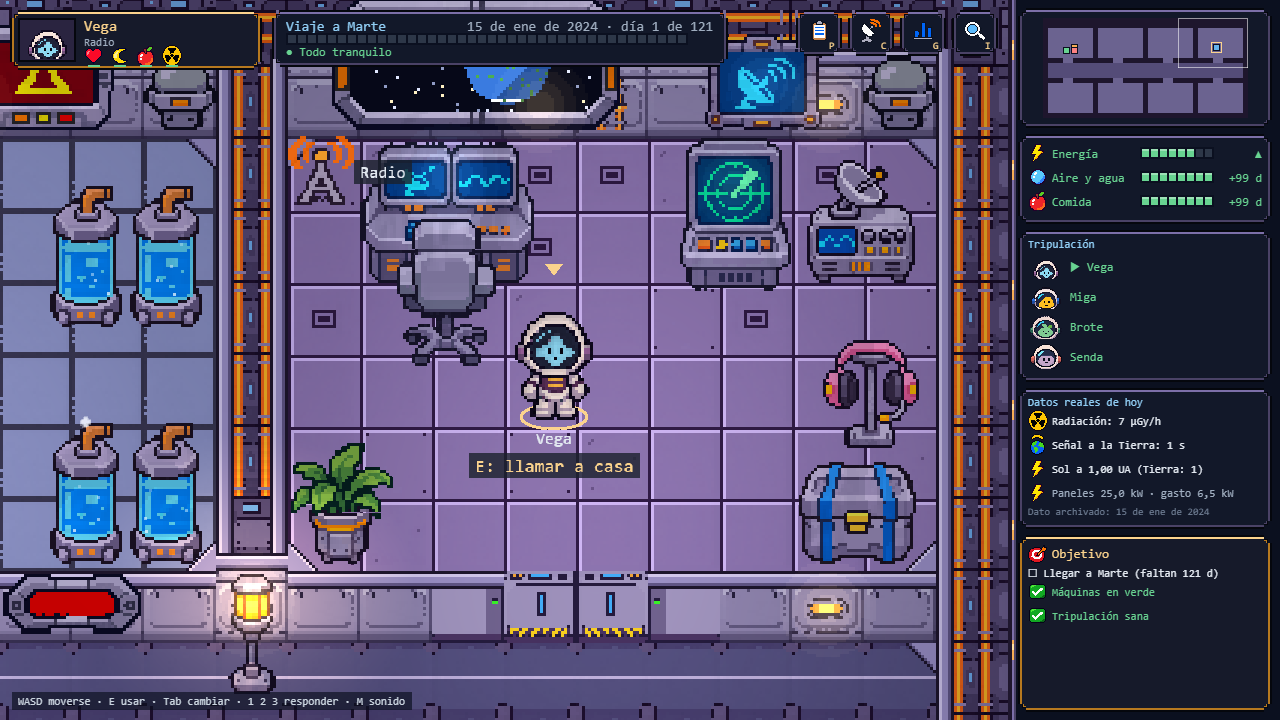 Vega
Radio
Viaje a Marte
15 de ene de 2024 · día 1 de 121
● Todo tranquilo
P
C
G
I
Energía
▲
Aire y agua
+99 d
Comida
+99 d
Radio
Tripulación
▶ Vega
Miga
Brote
Senda
Vega
E: llamar a casa
Datos reales de hoy
Radiación: 7 µGy/h
Señal a la Tierra: 1 s
Sol a 1,00 UA (Tierra: 1)
Paneles 25,0 kW · gasto 6,5 kW
Dato archivado: 15 de ene de 2024
Objetivo
☐ Llegar a Marte (faltan 121 d)
✅ Máquinas en verde
✅ Tripulación sana
WASD moverse · E usar · Tab cambiar · 1 2 3 responder · M sonido